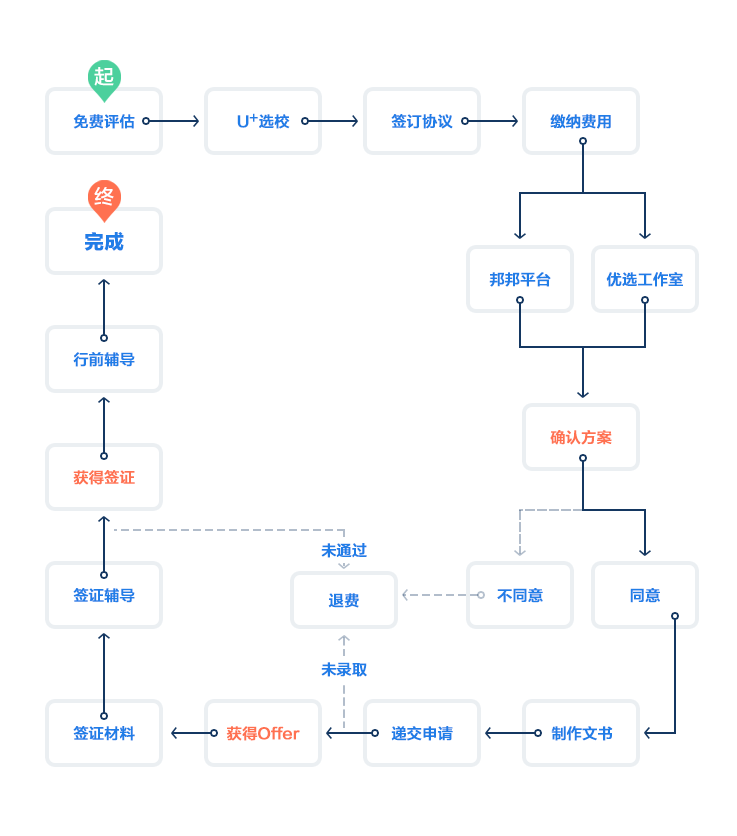 起
免费评估
U+选校
签订协议
缴纳费用
终
完成
邦邦平台
优选工作室
行前辅导
确认方案
获得签证
未通过
签证辅导
退费
不同意
同意
未录取
签证材料
获得Offer
递交申请
制作文书